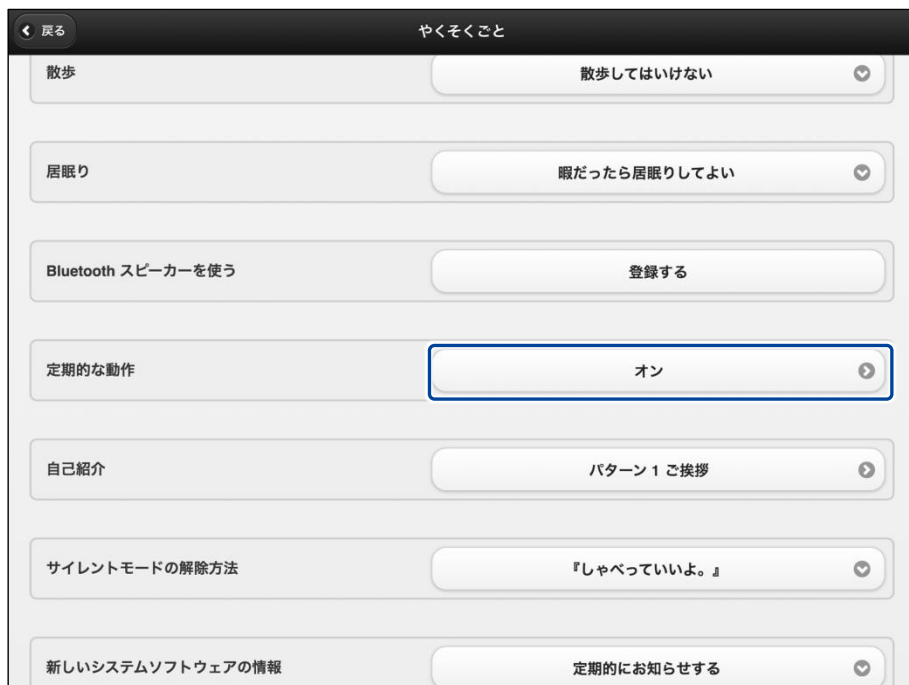 戻る
やくそくごと
散歩
散歩してはいけない
居眠り
暇だったら居眠りしてよい
Bluetooth スピーカーを使う
登録する
定期的な動作
オン
自己紹介
パターン 1 ご挨拶
サイレントモードの解除方法
『しゃべっていいよ。』
新しいシステムソフトウェアの情報
定期的にお知らせする